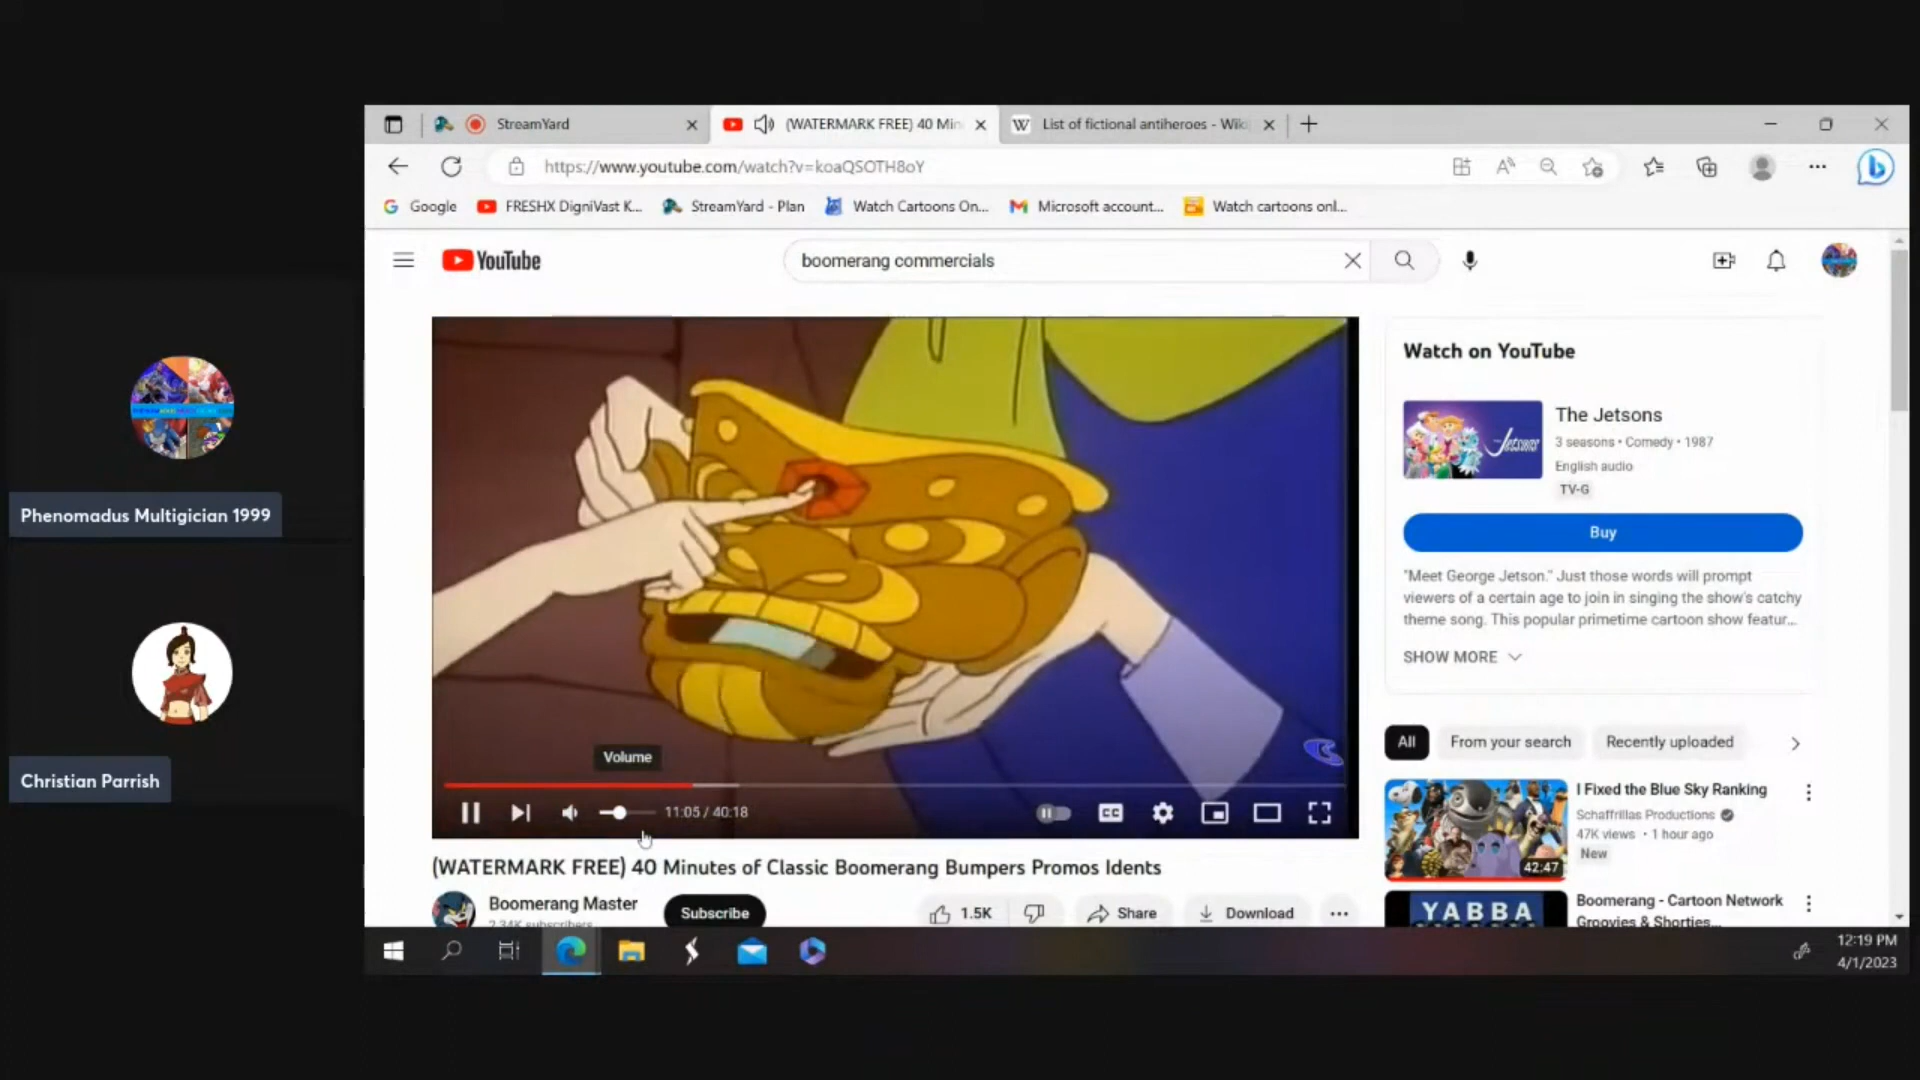 StreamYard
(WATERMARK FREE) 40 Min
List of fictional antiheroes - Wiki
https://www.youtube.com/watch?v=koaQSOTH8oY
Google
FRESHX DigniVast K...
StreamYard - Plan
Watch Cartoons On...
Microsoft account...
Watch cartoons onl...
YouTube
boomerang commercials
Phenomadus Multigician 1999
Christian Parrish
Volume
11:05 / 40:18
CC
(WATERMARK FREE) 40 Minutes of Classic Boomerang Bumpers Promos Idents
Boomerang Master
2.34K subscribers
Subscribe
1.5K
Share
Download
Watch on YouTube
Jetsons
The Jetsons
3 seasons • Comedy • 1987
English audio
TV-G
Buy
"Meet George Jetson." Just those words will prompt
viewers of a certain age to join in singing the show's catchy
theme song. This popular primetime cartoon show featur...
SHOW MORE
All
From your search
Recently uploaded
42:47
I Fixed the Blue Sky Ranking
Schaffrillas Productions
47K views • 1 hour ago
New
YABBA
Boomerang - Cartoon Network
Groovies & Shorties...
12:19 PM
4/1/2023